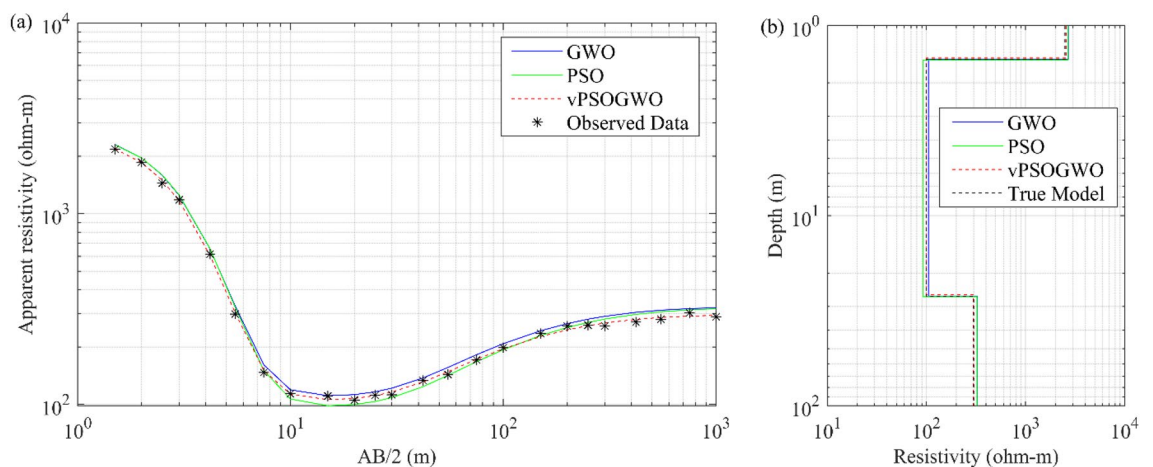 (a)
10^4
10^3
10^2
Apparent resistivity (ohm-m)
GWO
PSO
vPSOGWO
Observed Data
10^0
10^1
10^2
10^3
AB/2 (m)
(b)
10^0
10^1
10^2
Depth (m)
GWO
PSO
vPSOGWO
True Model
10^1
10^2
10^3
10^4
Resistivity (ohm-m)